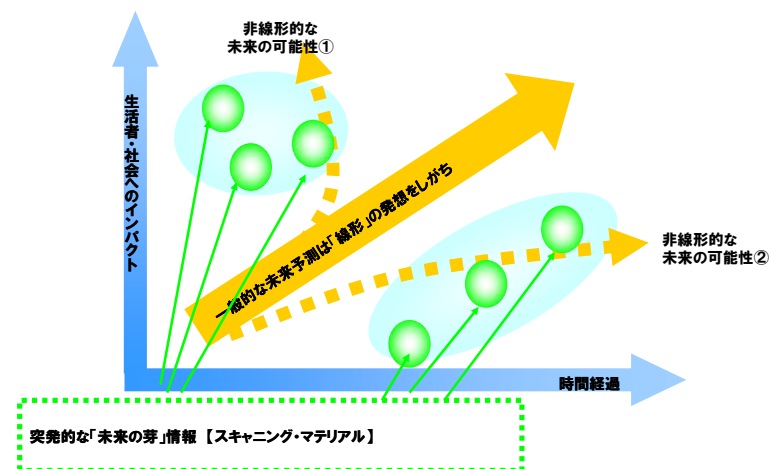 非線形的な
未来の可能性①
生活者・社会へのインパクト
一般的な未来予測は「線形」の発想をしがち
非線形的な
未来の可能性②
時間経過
突発的な「未来の芽」情報 【スキャニング・マテリアル】